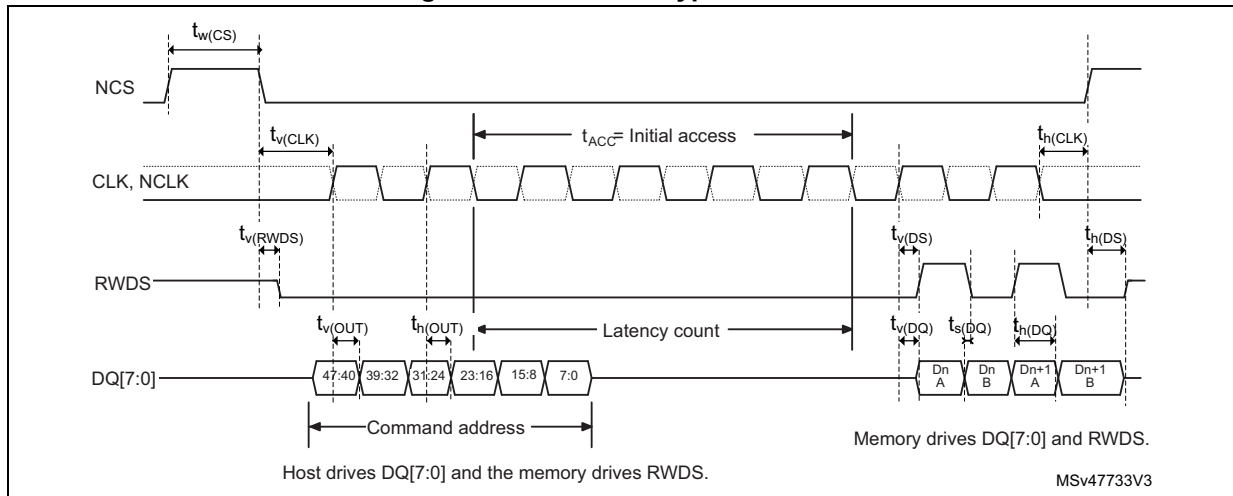 tw(CS)
NCS
tv(CLK)
tACC= Initial access
th(CLK)
CLK, NCLK
tv(RWDS)
tv(DS)
th(DS)
RWDS
tv(OUT)
th(OUT)
Latency count
tv(DQ)
ts(DQ)
th(DQ)
DQ[7:0]
47:40 39:32 31:24 23:16 15:8 7:0
Dn A
Dn B
Dn+1 A
Dn+1 B
Command address
Memory drives DQ[7:0] and RWDS.
Host drives DQ[7:0] and the memory drives RWDS.
MSv47733V3